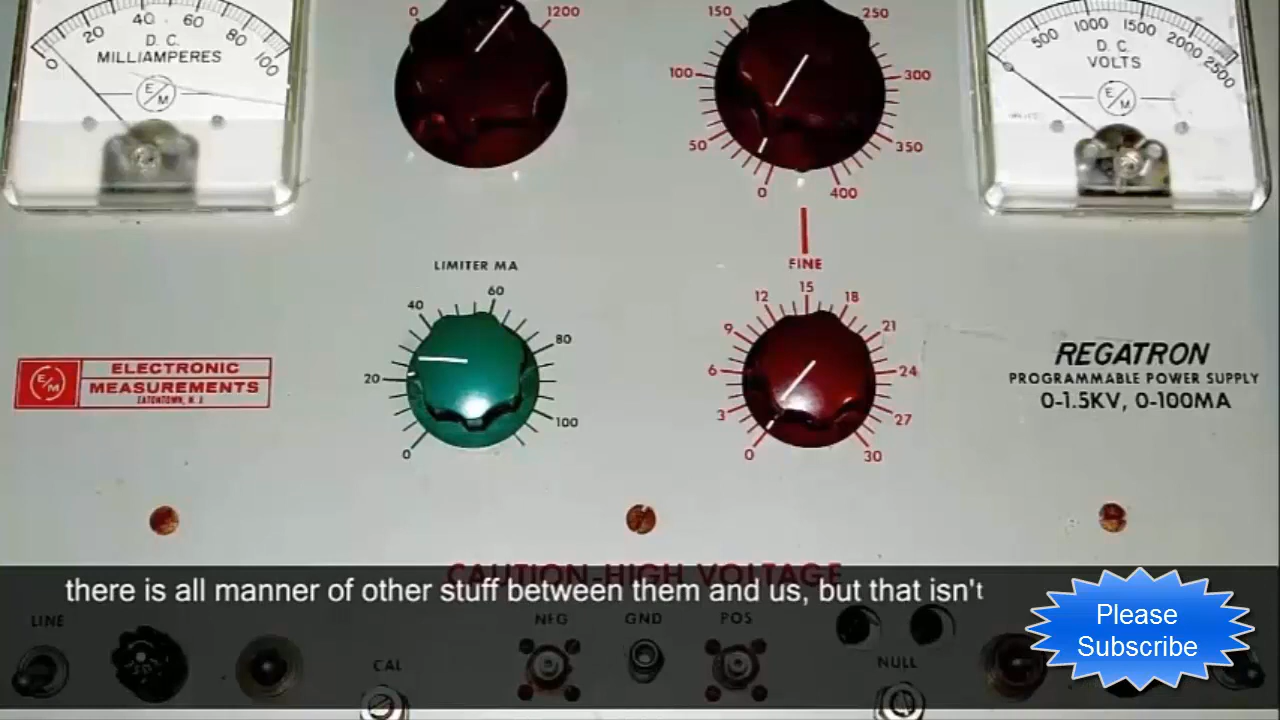 0 20 40 60 80 100
D. C.
MILLIAMPERES
E/M
0 1200
0 50 100 150 250 300 350 400
0 500 1000 1500 2000 2500
D. C.
VOLTS
E/M
LIMITER MA
0 20 40 60 80 100
FINE
0 3 6 9 12 15 18 21 24 27 30
E/M
ELECTRONIC
MEASUREMENTS
EATONTOWN, N. J.
REGATRON
PROGRAMMABLE POWER SUPPLY
0-1.5KV, 0-100MA
CAUTION-HIGH VOLTAGE
there is all manner of other stuff between them and us, but that isn't
Please
Subscribe
LINE
NEG GND POS
CAL
NULL